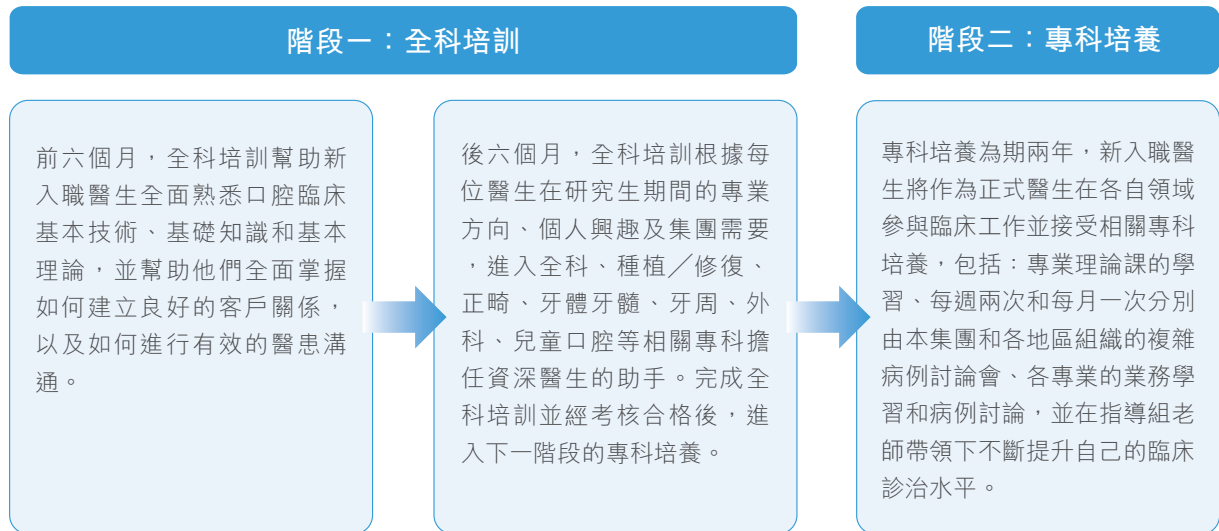 階段一：全科培訓
前六個月，全科培訓幫助新
入職醫生全面熟悉口腔臨床
基本技術、基礎知識和基本
理論，並幫助他們全面掌握
如何建立良好的客戶關係，
以及如何進行有效的醫患溝
通。
後六個月，全科培訓根據每
位醫生在研究生期間的專業
方向、個人興趣及集團需要
，進入全科、種植／修復、
正畸、牙體牙髓、牙周、外
科、兒童口腔等相關專科擔
任資深醫生的助手。完成全
科培訓並經考核合格後，進
入下一階段的專科培養。
階段二：專科培養
專科培養為期兩年，新入職醫
生將作為正式醫生在各自領域
參與臨床工作並接受相關專科
培養，包括：專業理論課的學
習、每週兩次和每月一次分別
由本集團和各地區組織的複雜
病例討論會、各專業的業務學
習和病例討論，並在指導組老
師帶領下不斷提升自己的臨床
診治水平。